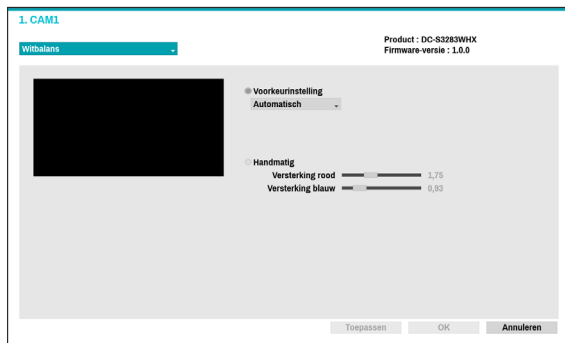 1. CAM1
Product : DC-S3283WHX
Witbalans
Firmware-versie : 1.0.0
Voorkeurinstelling
Automatisch
Handmatig
Versterking rood 1,75
Versterking blauw 0,93
Toepassen OK Annuleren